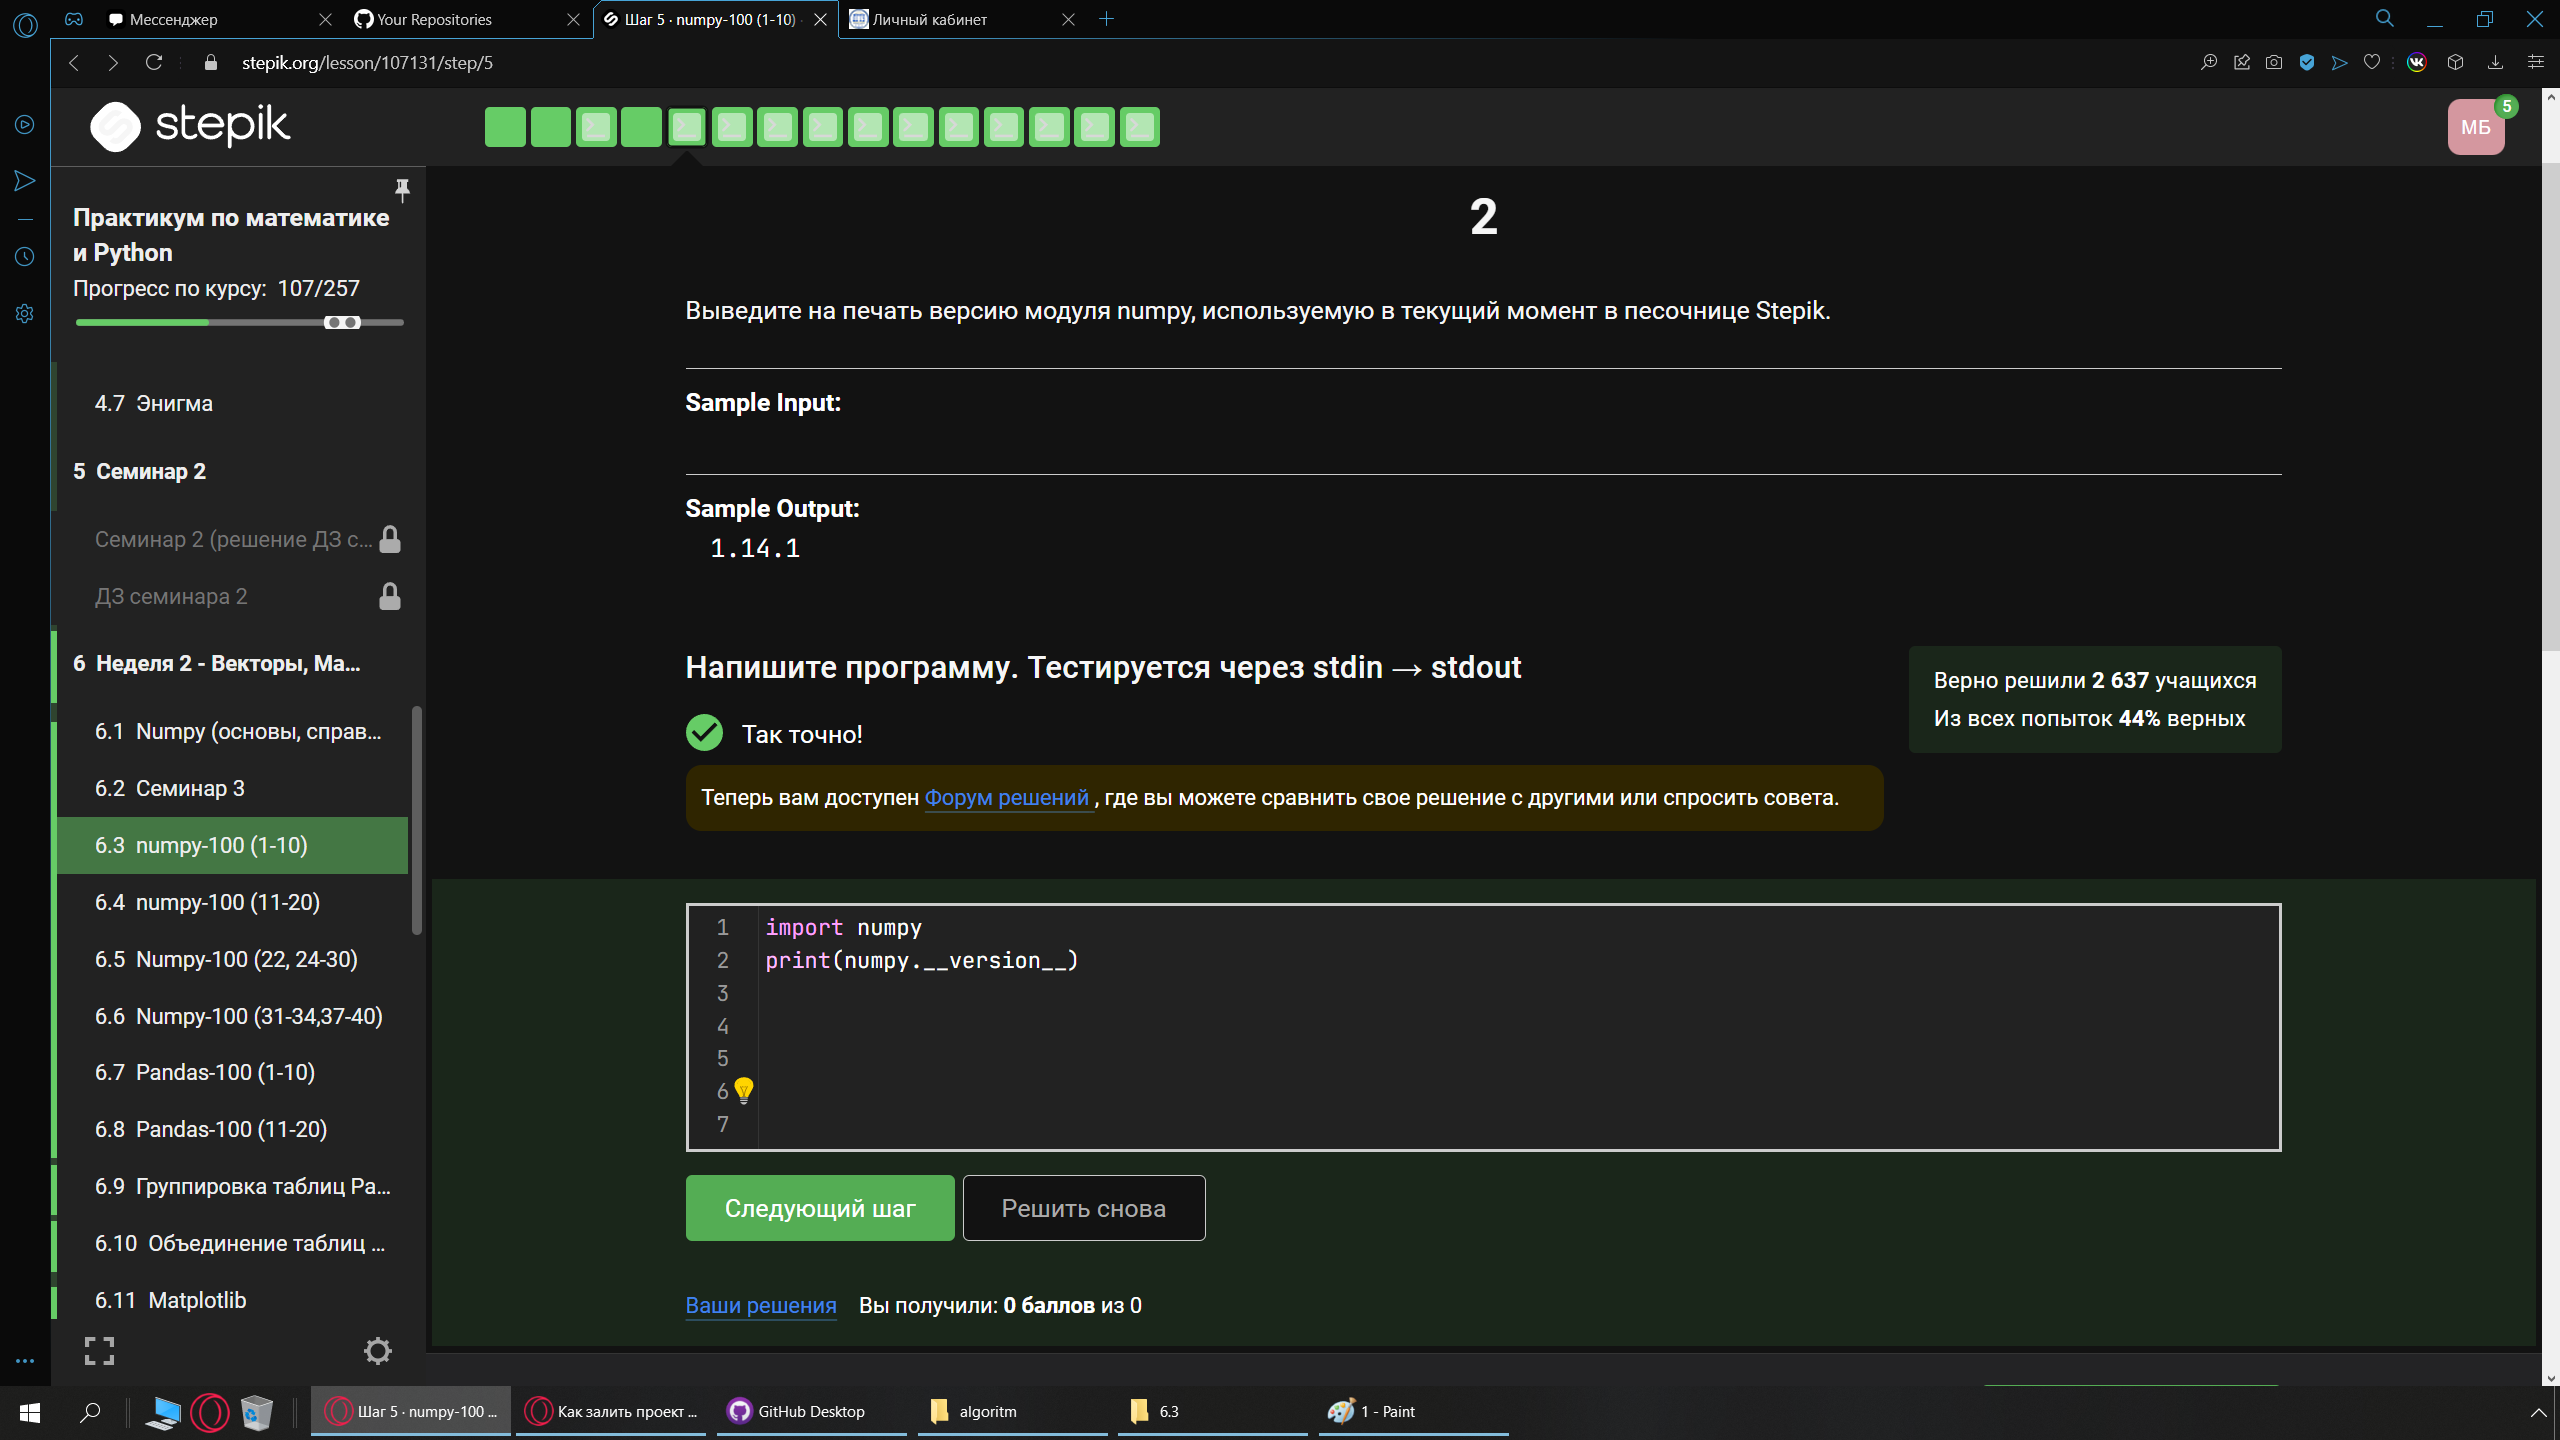 Мессенджер
Your Repositories
Шаг 5 · numpy-100 (1-10) ·
Личный кабинет
stepik.org/lesson/107131/step/5
stepik
МБ
5
Практикум по математике
и Python
Прогресс по курсу: 107/257
4.7 Энигма
5 Семинар 2
Семинар 2 (решение ДЗ с...
ДЗ семинара 2
6 Неделя 2 - Векторы, Ма...
6.1 Numpy (основы, справ...
6.2 Семинар 3
6.3 numpy-100 (1-10)
6.4 numpy-100 (11-20)
6.5 Numpy-100 (22, 24-30)
6.6 Numpy-100 (31-34,37-40)
6.7 Pandas-100 (1-10)
6.8 Pandas-100 (11-20)
6.9 Группировка таблиц Pa...
6.10 Объединение таблиц ...
6.11 Matplotlib
2
Выведите на печать версию модуля numpy, используемую в текущий момент в песочнице Stepik.
Sample Input:
Sample Output:
1.14.1
Напишите программу. Тестируется через stdin → stdout
Верно решили 2 637 учащихся
Из всех попыток 44% верных
Так точно!
Теперь вам доступен Форум решений , где вы можете сравнить свое решение с другими или спросить совета.
1 import numpy
2 print(numpy.__version__)
3
4
5
6
7
Следующий шаг
Решить снова
Ваши решения Вы получили: 0 баллов из 0
Шаг 5 · numpy-100 ...
Как залить проект ...
GitHub Desktop
algoritm
6.3
1 - Paint